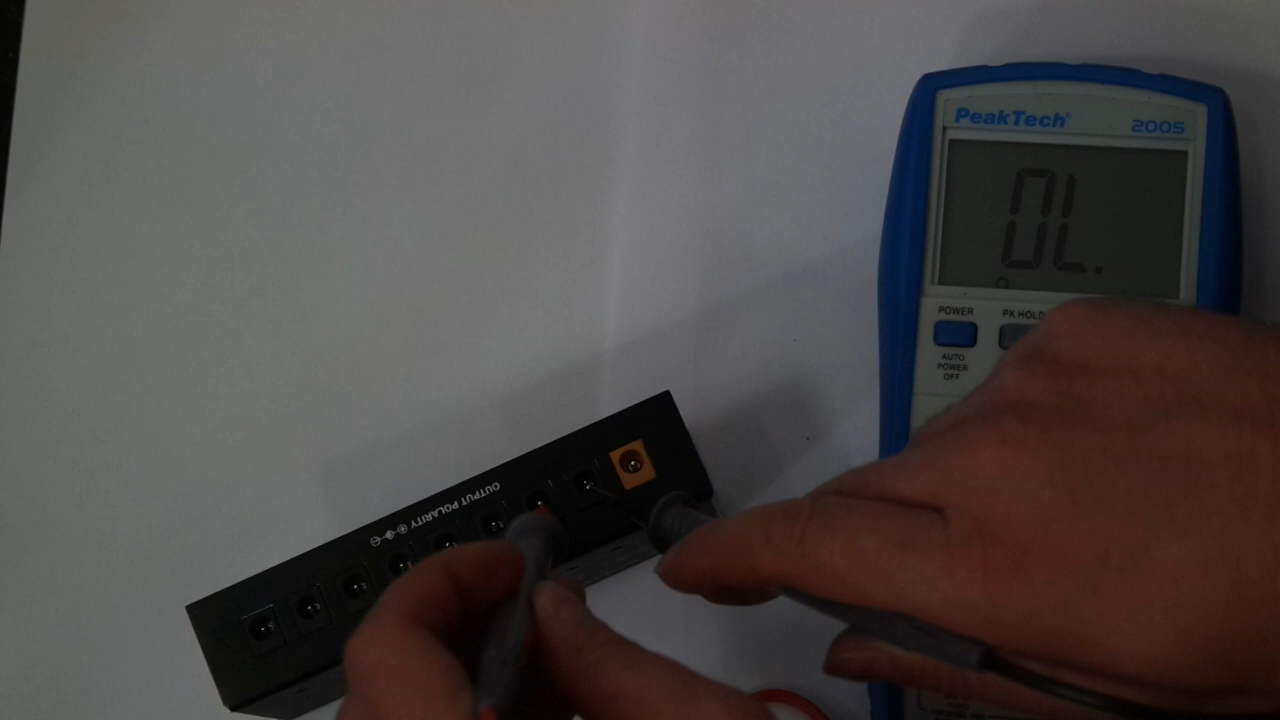 PeakTech® 2005
OL.
POWER PK HOLD
AUTO
POWER
OFF
OUTPUT POLARITY